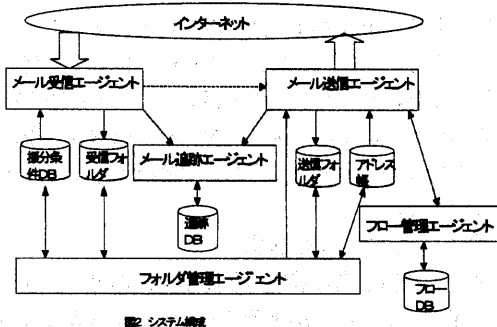 インターネット
メール受信エージェント
メール送信エージェント
振分条
件DB
受信フォ
ルダ
メール追跡エージェント
送信フォ
ルダ
アドレス
帳
追跡
DB
フロー管理エージェント
フォルダ管理エージェント
フロー
DB
図2 システム構成